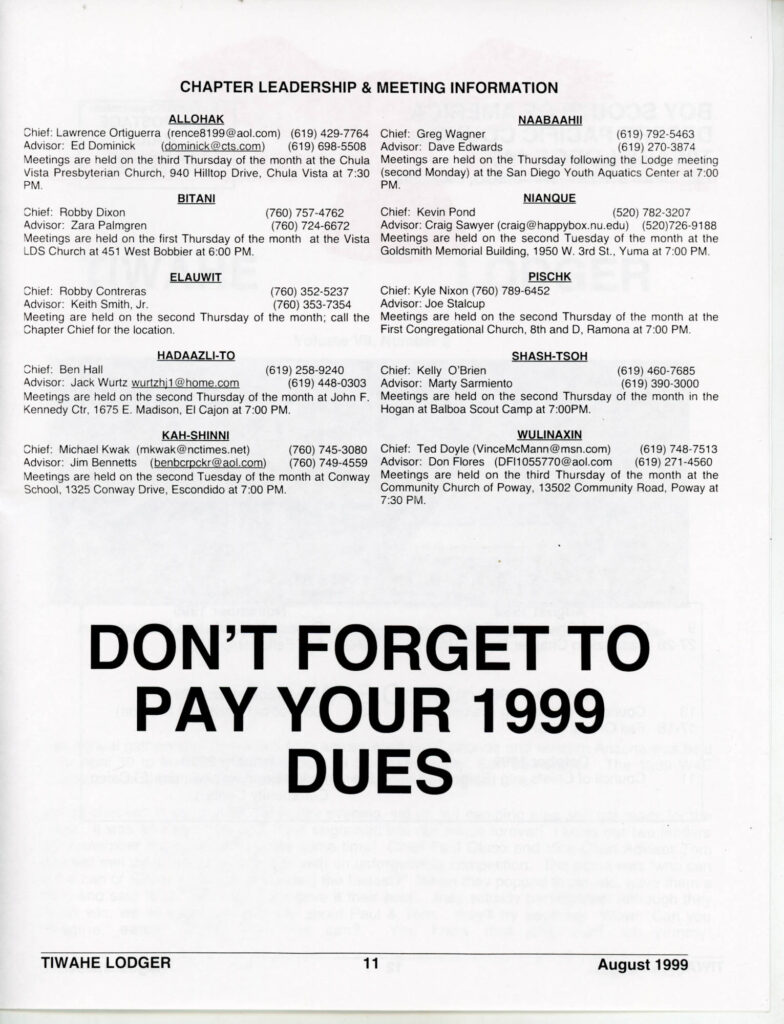 CHAPTER LEADERSHIP & MEETING INFORMATION
ALLOHAK
Chief: Lawrence Ortiguerra (rence8199@aol.com) (619) 429-7764
Advisor: Ed Dominick (dominick@cts.com) (619) 698-5508
Meetings are held on the third Thursday of the month at the Chula
Vista Presbyterian Church, 940 Hilltop Drive, Chula Vista at 7:30
PM.
BITANI
Chief: Robby Dixon (760) 757-4762
Advisor: Zara Palmgren (760) 724-6672
Meetings are held on the first Thursday of the month at the Vista
LDS Church at 451 West Bobbier at 6:00 PM.
ELAUWIT
Chief: Robby Contreras (760) 352-5237
Advisor: Keith Smith, Jr. (760) 353-7354
Meeting are held on the second Thursday of the month; call the
Chapter Chief for the location.
HADAAZLI-TO
Chief: Ben Hall (619) 258-9240
Advisor: Jack Wurtz wurtzhj1@home.com (619) 448-0303
Meetings are held on the second Thursday of the month at John F.
Kennedy Ctr, 1675 E. Madison, El Cajon at 7:00 PM.
KAH-SHINNI
Chief: Michael Kwak (mkwak@nctimes.net) (760) 745-3080
Advisor: Jim Bennetts (benbcrpckr@aol.com) (760) 749-4559
Meetings are held on the second Tuesday of the month at Conway
School, 1325 Conway Drive, Escondido at 7:00 PM.
NAABAAHII
Chief: Greg Wagner (619) 792-5463
Advisor: Dave Edwards (619) 270-3874
Meetings are held on the Thursday following the Lodge meeting
(second Monday) at the San Diego Youth Aquatics Center at 7:00
PM.
NIANQUE
Chief: Kevin Pond (520) 782-3207
Advisor: Craig Sawyer (craig@happybox.nu.edu) (520)726-9188
Meetings are held on the second Tuesday of the month at the
Goldsmith Memorial Building, 1950 W. 3rd St., Yuma at 7:00 PM.
PISCHK
Chief: Kyle Nixon (760) 789-6452
Advisor: Joe Stalcup
Meetings are held on the second Thursday of the month at the
First Congregational Church, 8th and D, Ramona at 7:00 PM.
SHASH-TSOH
Chief: Kelly O'Brien (619) 460-7685
Advisor: Marty Sarmiento (619) 390-3000
Meetings are held on the second Thursday of the month in the
Hogan at Balboa Scout Camp at 7:00PM.
WULINAXIN
Chief: Ted Doyle (VinceMcMann@msn.com) (619) 748-7513
Advisor: Don Flores (DFI1055770@aol.com (619) 271-4560
Meetings are held on the third Thursday of the month at the
Community Church of Poway, 13502 Community Road, Poway at
7:30 PM.
DON'T FORGET TO
PAY YOUR 1999
DUES
TIWAHE LODGER 11 August 1999